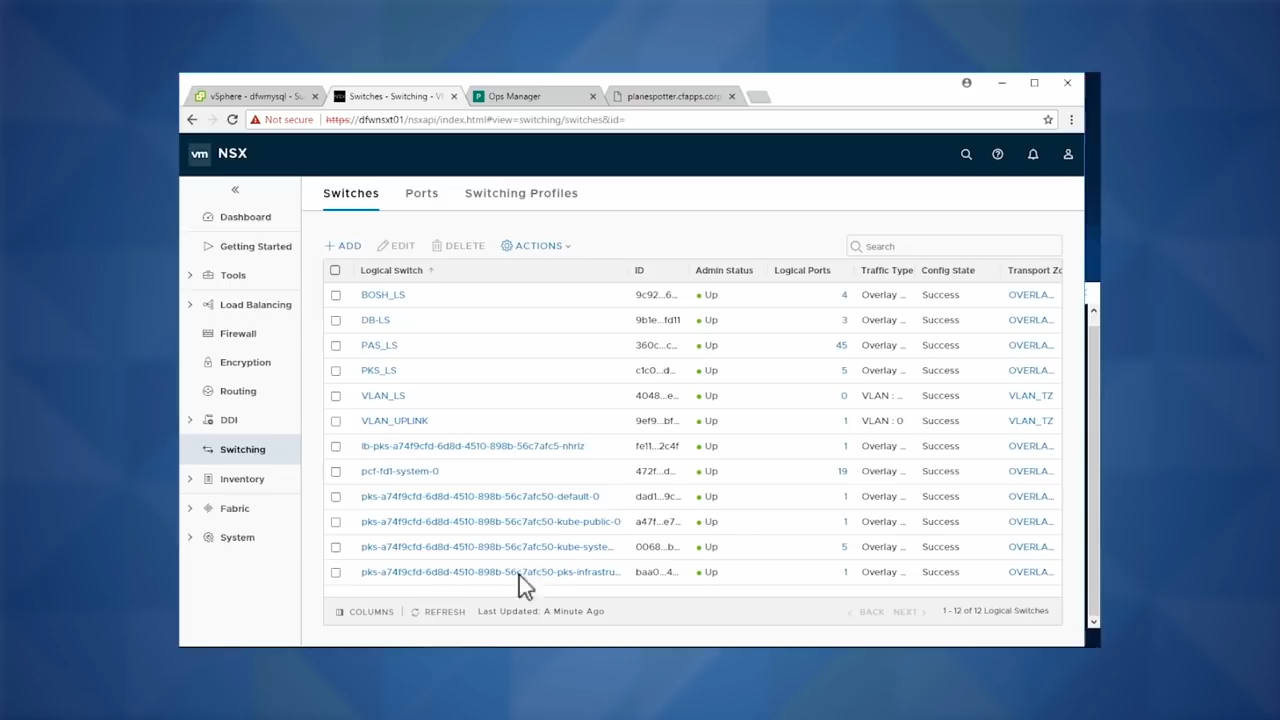 vSphere - dfwmysql - Su
Switches - Switching - V
Ops Manager
planespotter.cfapps.corp
Not secure https://dfwnsxt01/nsxapi/index.html#view=switching/switches&id=
vm NSX
Switches Ports Switching Profiles
Dashboard
Getting Started
Tools
Load Balancing
Firewall
Encryption
Routing
DDI
Switching
Inventory
Fabric
System
+ ADD EDIT DELETE ACTIONS Search
Logical Switch ID Admin Status Logical Ports Traffic Type Config State Transport Zo
BOSH_LS 9c92...6... Up 4 Overlay ... Success OVERLA...
DB-LS 9b1e...fd11 Up 3 Overlay ... Success OVERLA...
PAS_LS 360c...c... Up 45 Overlay ... Success OVERLA...
PKS_LS c1c0...d... Up 5 Overlay ... Success OVERLA...
VLAN_LS 4048...e... Up 0 VLAN : ... Success VLAN_TZ
VLAN_UPLINK 9ef9...bf... Up 1 VLAN : 0 Success VLAN_TZ
lb-pks-a74f9cfd-6d8d-4510-898b-56c7afc5-nhrlz fe11...2c4f Up 1 Overlay ... Success OVERLA...
pcf-fd1-system-0 472f...d... Up 19 Overlay ... Success OVERLA...
pks-a74f9cfd-6d8d-4510-898b-56c7afc50-default-0 dad1...9c... Up 1 Overlay ... Success OVERLA...
pks-a74f9cfd-6d8d-4510-898b-56c7afc50-kube-public-0 a47f...e7... Up 1 Overlay ... Success OVERLA...
pks-a74f9cfd-6d8d-4510-898b-56c7afc50-kube-syste... 0068...b... Up 5 Overlay ... Success OVERLA...
pks-a74f9cfd-6d8d-4510-898b-56c7afc50-pks-infrastru... baa0...4... Up 1 Overlay ... Success OVERLA...
COLUMNS REFRESH Last Updated: A Minute Ago BACK NEXT 1 - 12 of 12 Logical Switches